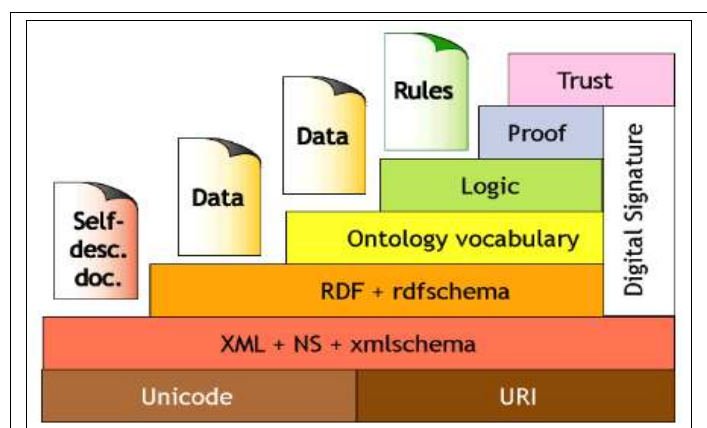 Rules
Trust
Data
Proof
Data
Logic
Self-
desc.
doc.
Ontology vocabulary
Digital Signature
RDF + rdfschema
XML + NS + xmlschema
Unicode
URI